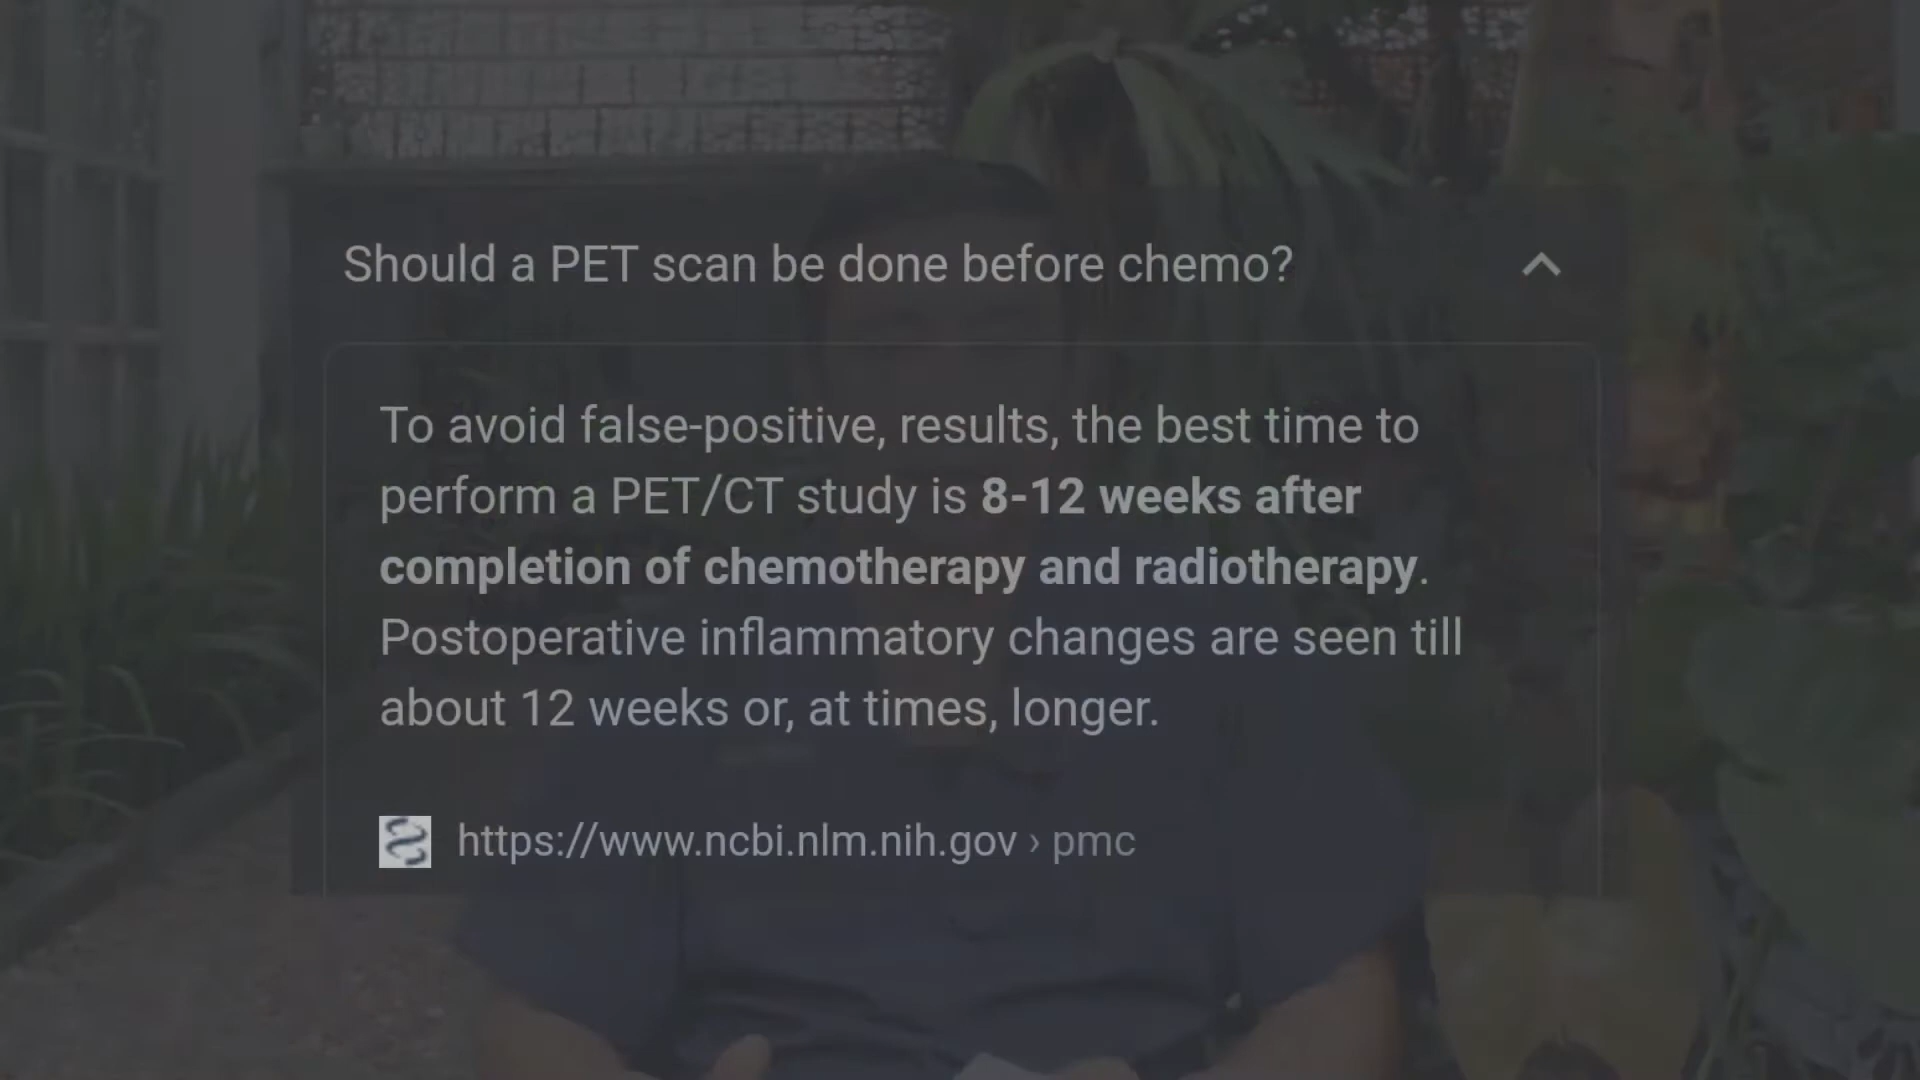 Should a PET scan be done before chemo?
To avoid false-positive, results, the best time to
perform a PET/CT study is 8-12 weeks after
completion of chemotherapy and radiotherapy.
Postoperative inflammatory changes are seen till
about 12 weeks or, at times, longer.
https://www.ncbi.nlm.nih.gov › pmc